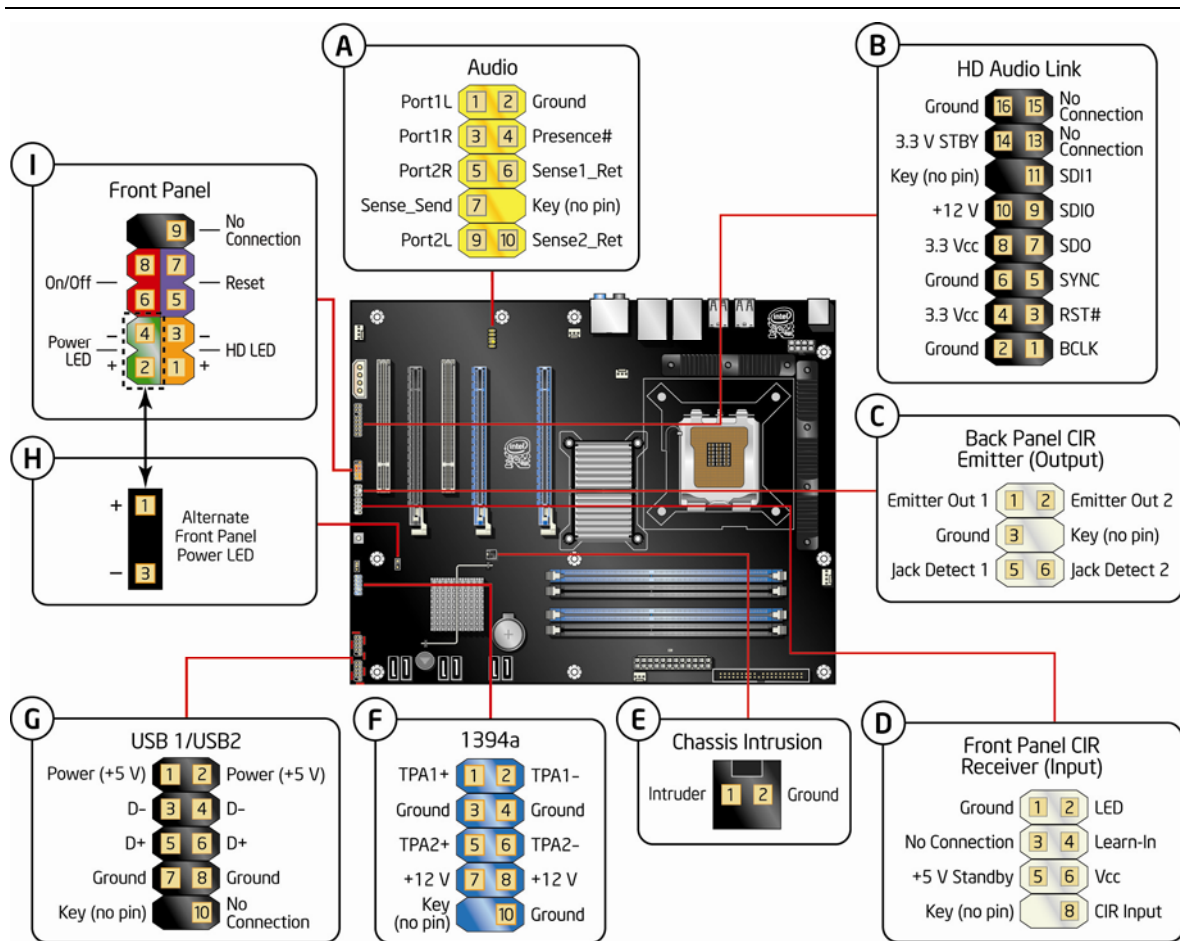 A
Audio
Port1L 1 2 Ground
Port1R 3 4 Presence#
Port2R 5 6 Sense1_Ret
Sense_Send 7 Key (no pin)
Port2L 9 10 Sense2_Ret
B
HD Audio Link
Ground 16 15 No Connection
3.3 V STBY 14 13 No Connection
Key (no pin) 11 SDI1
+12 V 10 9 SDI0
3.3 Vcc 8 7 SDO
Ground 6 5 SYNC
3.3 Vcc 4 3 RST#
Ground 2 1 BCLK
I
Front Panel
9 No Connection
8 7
On/Off Reset
6 5
4 3
- -
Power LED HD LED
+ 2 1 +
intel
intel
C
Back Panel CIR
Emitter (Output)
Emitter Out 1 1 2 Emitter Out 2
Ground 3 Key (no pin)
Jack Detect 1 5 6 Jack Detect 2
H
+ 1
Alternate
Front Panel
Power LED
– 3
G
USB 1/USB2
Power (+5 V) 1 2 Power (+5 V)
D- 3 4 D-
D+ 5 6 D+
Ground 7 8 Ground
Key (no pin) 10 No Connection
F
1394a
TPA1+ 1 2 TPA1–
Ground 3 4 Ground
TPA2+ 5 6 TPA2–
+12 V 7 8 +12 V
Key (no pin) 10 Ground
E
Chassis Intrusion
Intruder 1 2 Ground
D
Front Panel CIR
Receiver (Input)
Ground 1 2 LED
No Connection 3 4 Learn-In
+5 V Standby 5 6 Vcc
Key (no pin) 8 CIR Input